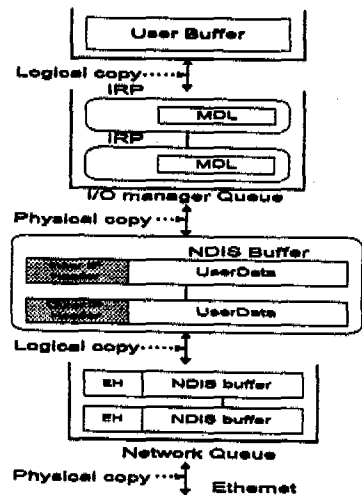 User Buffer
Logical copy
IRP
MDL
IRP
MDL
I/O manager Queue
Physical copy
NDIS Buffer
UserData
UserData
Logical copy
EH NDIS buffer
EH NDIS buffer
Network Queue
Physical copy
Ethernet